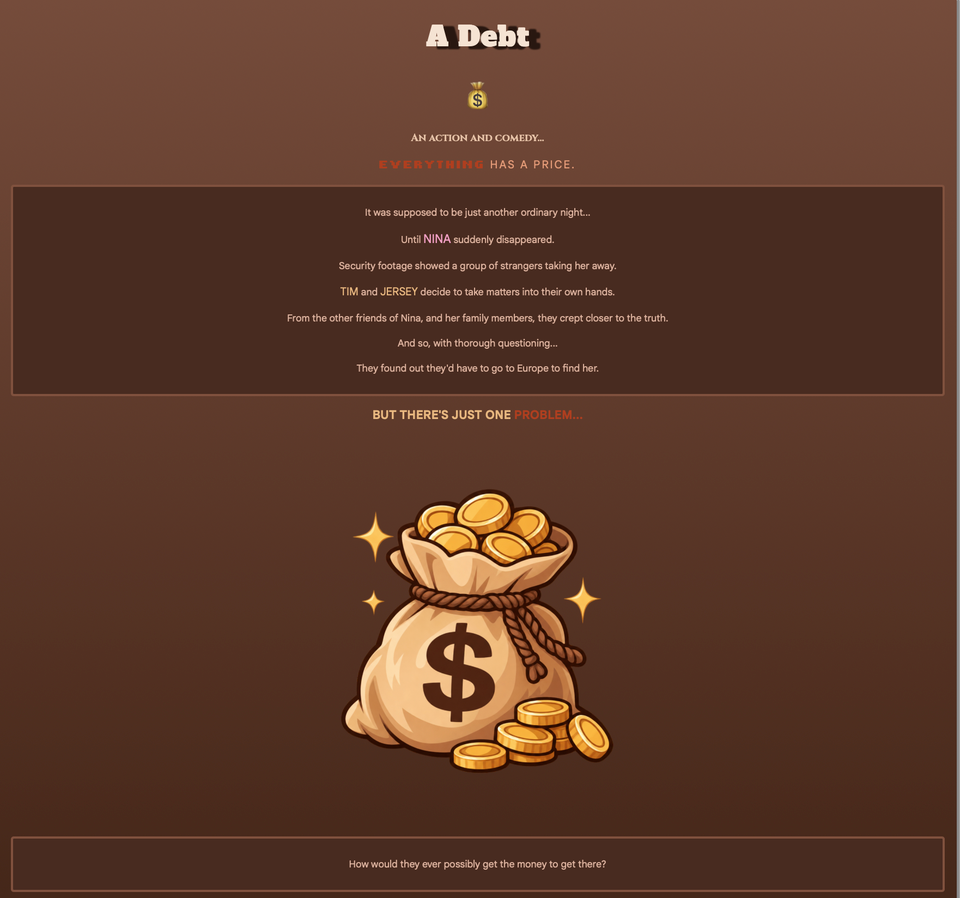 A Debt
$
An action and comedy...
EVERYTHING HAS A PRICE.
It was supposed to be just another ordinary night...
Until NINA suddenly disappeared.
Security footage showed a group of strangers taking her away.
TIM and JERSEY decide to take matters into their own hands.
From the other friends of Nina, and her family members, they crept closer to the truth.
And so, with thorough questioning...
They found out they'd have to go to Europe to find her.
BUT THERE'S JUST ONE PROBLEM...
$
How would they ever possibly get the money to get there?